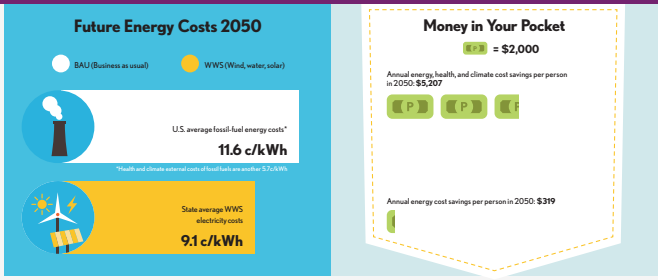 Future Energy Costs 2050
BAU (Business as usual)
WWS (Wind, water, solar)
U.S. average fossil-fuel energy costs*
11.6 c/kWh
*Health and climate external costs of fossil fuels are another 5.7c/kWh
State average WWS
electricity costs
9.1 c/kWh
Money in Your Pocket
P = $2,000
Annual energy, health, and climate cost savings per person
in 2050: $5,207
P P P
Annual energy cost savings per person in 2050: $319